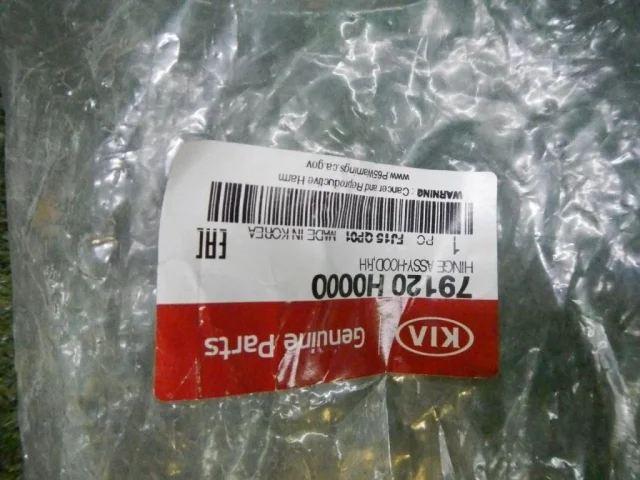 KIA Genuine Parts
79120 H0000
HINGE ASSY-HOOD,RH
1 PC FJ15 QP01 MADE IN KOREA
EAC
WARNING : Cancer and Reproductive Harm
www.P65Warnings.ca.gov